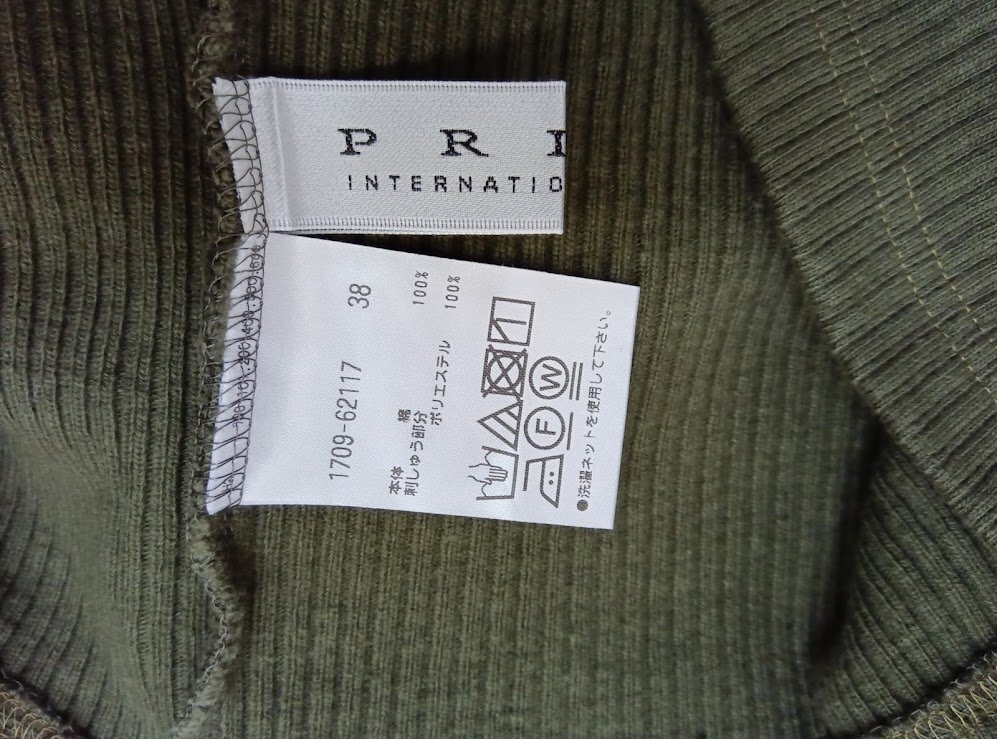 P R I
INTERNATIO
1709-62117 38
本体 綿 100%
刺しゅう部分 ポリエステル 100%
F W
●洗濯ネットを使用して下さい。